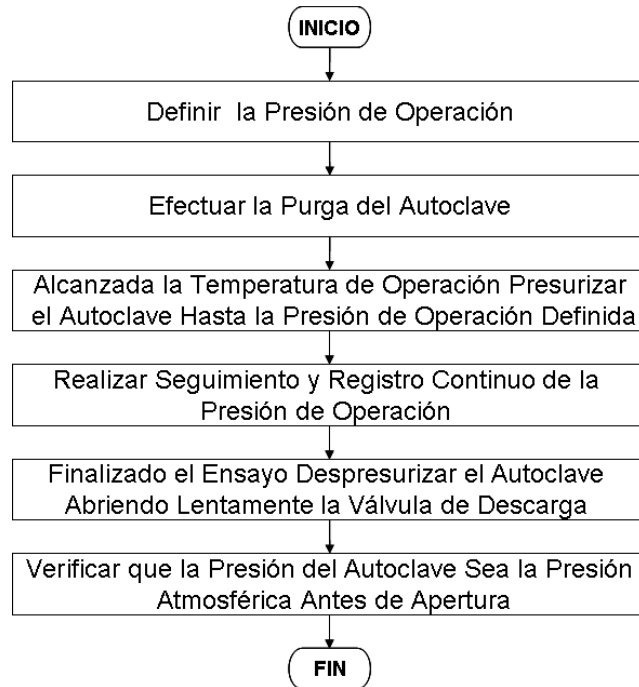 INICIO
Definir la Presión de Operación
Efectuar la Purga del Autoclave
Alcanzada la Temperatura de Operación Presurizar
el Autoclave Hasta la Presión de Operación Definida
Realizar Seguimiento y Registro Continuo de la
Presión de Operación
Finalizado el Ensayo Despresurizar el Autoclave
Abriendo Lentamente la Válvula de Descarga
Verificar que la Presión del Autoclave Sea la Presión
Atmosférica Antes de Apertura
FIN